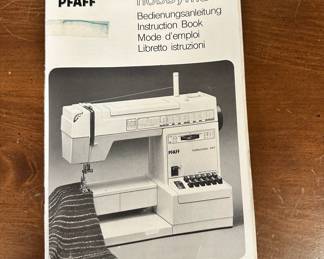 PFAFF
Bedienungsanleitung
Instruction Book
Mode d'emploi
Libretto istruzioni
PFAFF